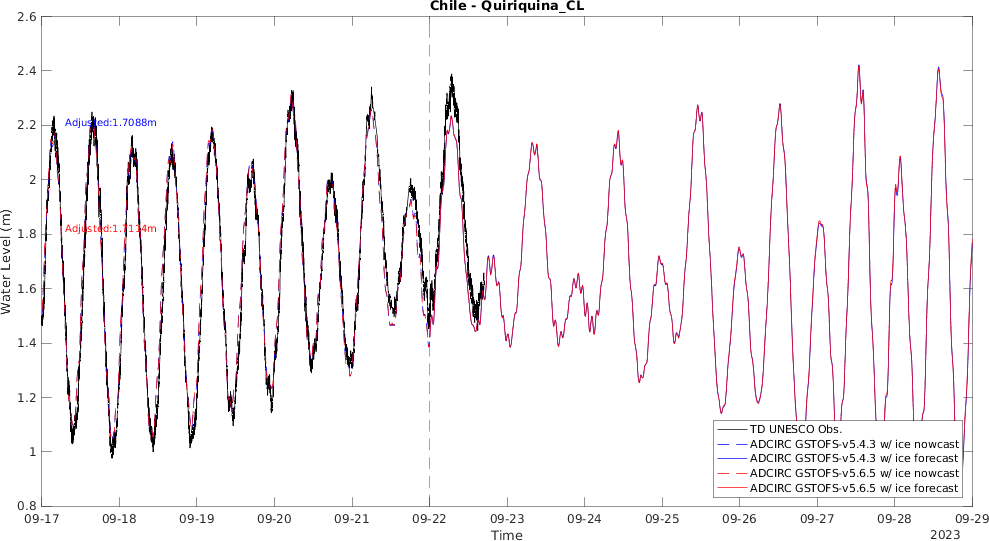 Chile - Quiriquina_CL
2.6
2.4
2.2
2
1.8
1.6
1.4
1.2
1
0.8
Water Level (m)
Adjusted:1.7088m
Adjusted:1.7114m
TD UNESCO Obs.
ADCIRC GSTOFS-v5.4.3 w/ ice nowcast
ADCIRC GSTOFS-v5.4.3 w/ ice forecast
ADCIRC GSTOFS-v5.6.5 w/ ice nowcast
ADCIRC GSTOFS-v5.6.5 w/ ice forecast
09-17 09-18 09-19 09-20 09-21 09-22 09-23 09-24 09-25 09-26 09-27 09-28 09-29
Time
2023